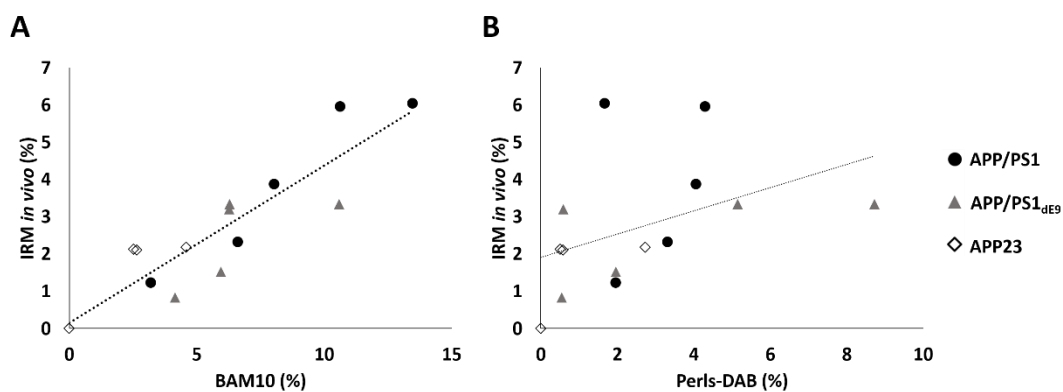 A
IRM in vivo (%)
7
6
5
4
3
2
1
0
0 5 10 15
BAM10 (%)
B
IRM in vivo (%)
7
6
5
4
3
2
1
0
0 2 4 6 8 10
Perls-DAB (%)
APP/PS1
APP/PS1dE9
APP23